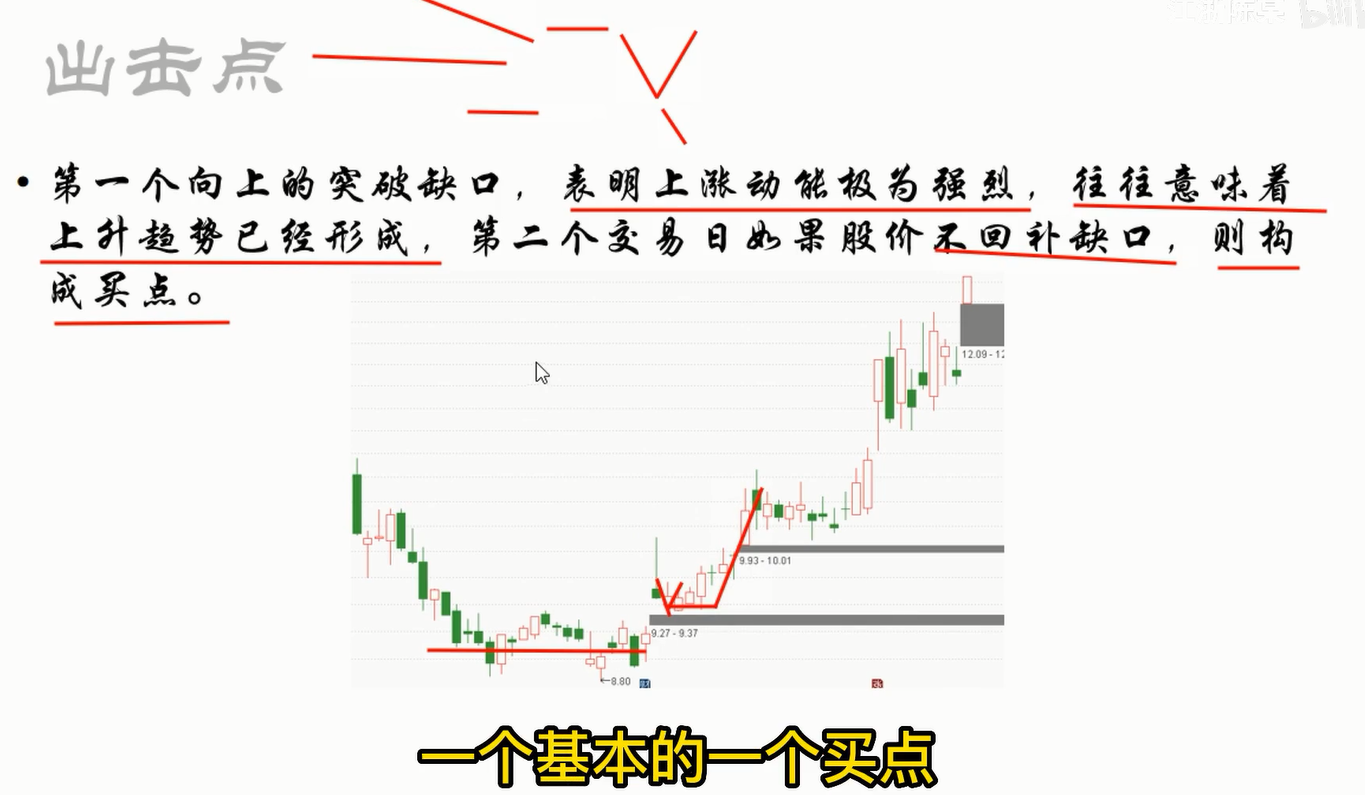 出击点
• 第一个向上的突破缺口，表明上涨动能极为强烈，往往意味着
上升趋势已经形成，第二个交易日如果股价不回补缺口，则构
成买点。
12.09 - 12
9.93 - 10.01
9.27 - 9.37
←8.80
财
一个基本的一个买点